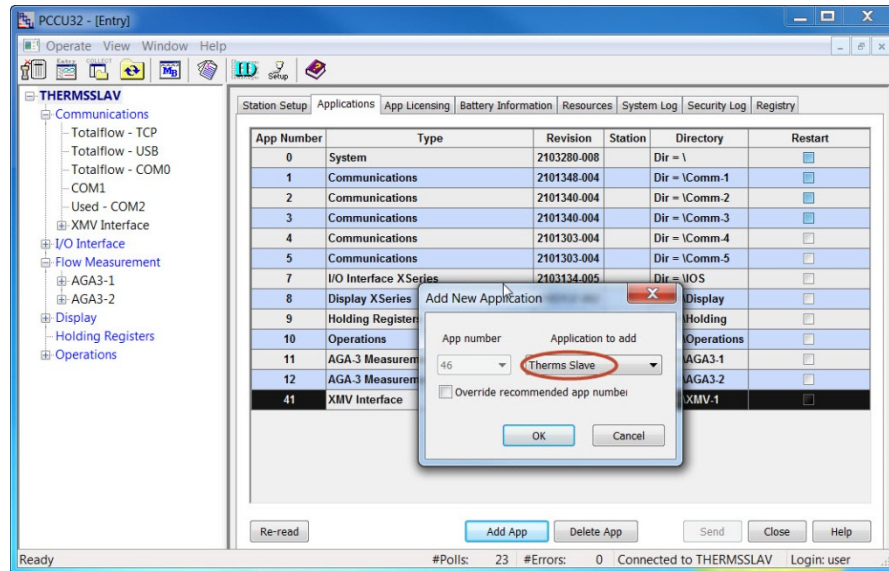 PCCU32 - [Entry]
Operate View Window Help
Entry COLLECT MB ID Setup
THERMSSLAV
Communications
Totalflow - TCP
Totalflow - USB
Totalflow - COM0
COM1
Used - COM2
XMV Interface
I/O Interface
Flow Measurement
AGA3-1
AGA3-2
Display
Holding Registers
Operations
Station Setup Applications App Licensing Battery Information Resources System Log Security Log Registry
App Number Type Revision Station Directory Restart
0 System 2103280-008 Dir = \
1 Communications 2101348-004 Dir = \Comm-1
2 Communications 2101340-004 Dir = \Comm-2
3 Communications 2101340-004 Dir = \Comm-3
4 Communications 2101303-004 Dir = \Comm-4
5 Communications 2101303-004 Dir = \Comm-5
7 I/O Interface XSeries 2103134-005 Dir = \IOS
8 Display XSeries \Display
9 Holding Register \Holding
10 Operations \Operations
11 AGA-3 Measurem \AGA3-1
12 AGA-3 Measurem \AGA3-2
41 XMV Interface \XMV-1
Add New Application
App number Application to add
46 Therms Slave
Override recommended app number
OK Cancel
Re-read Add App Delete App Send Close Help
Ready #Polls: 23 #Errors: 0 Connected to THERMSSLAV Login: user